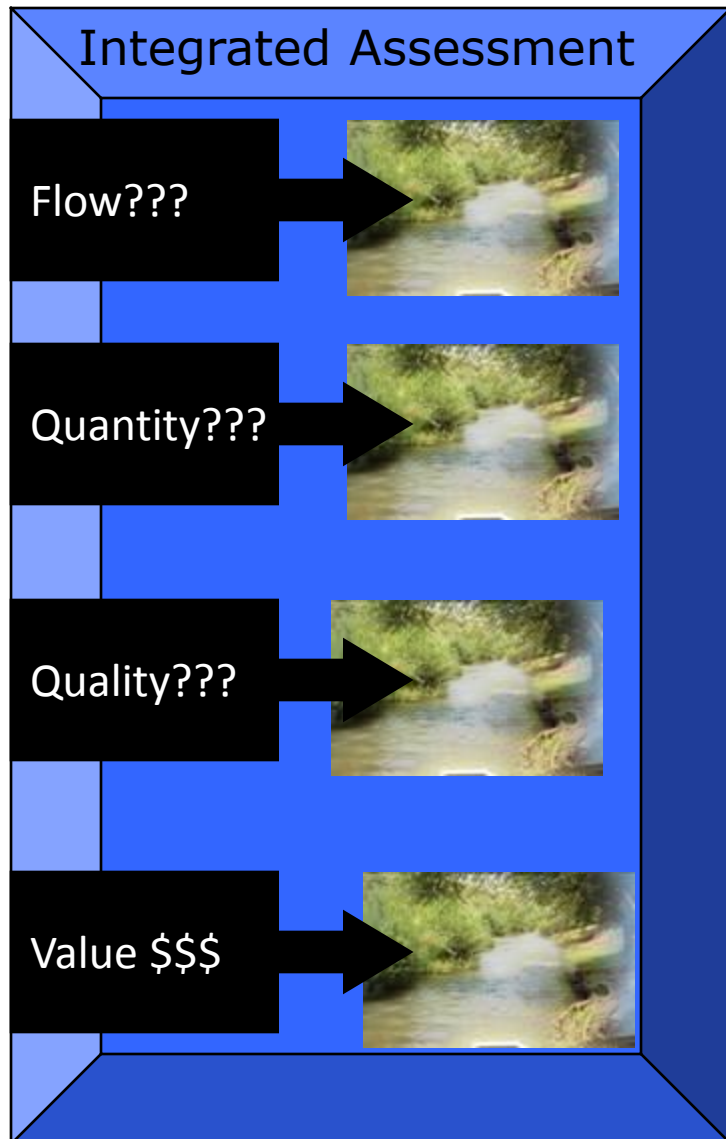 Integrated Assessment
Flow???
Quantity???
Quality???
Value $$$